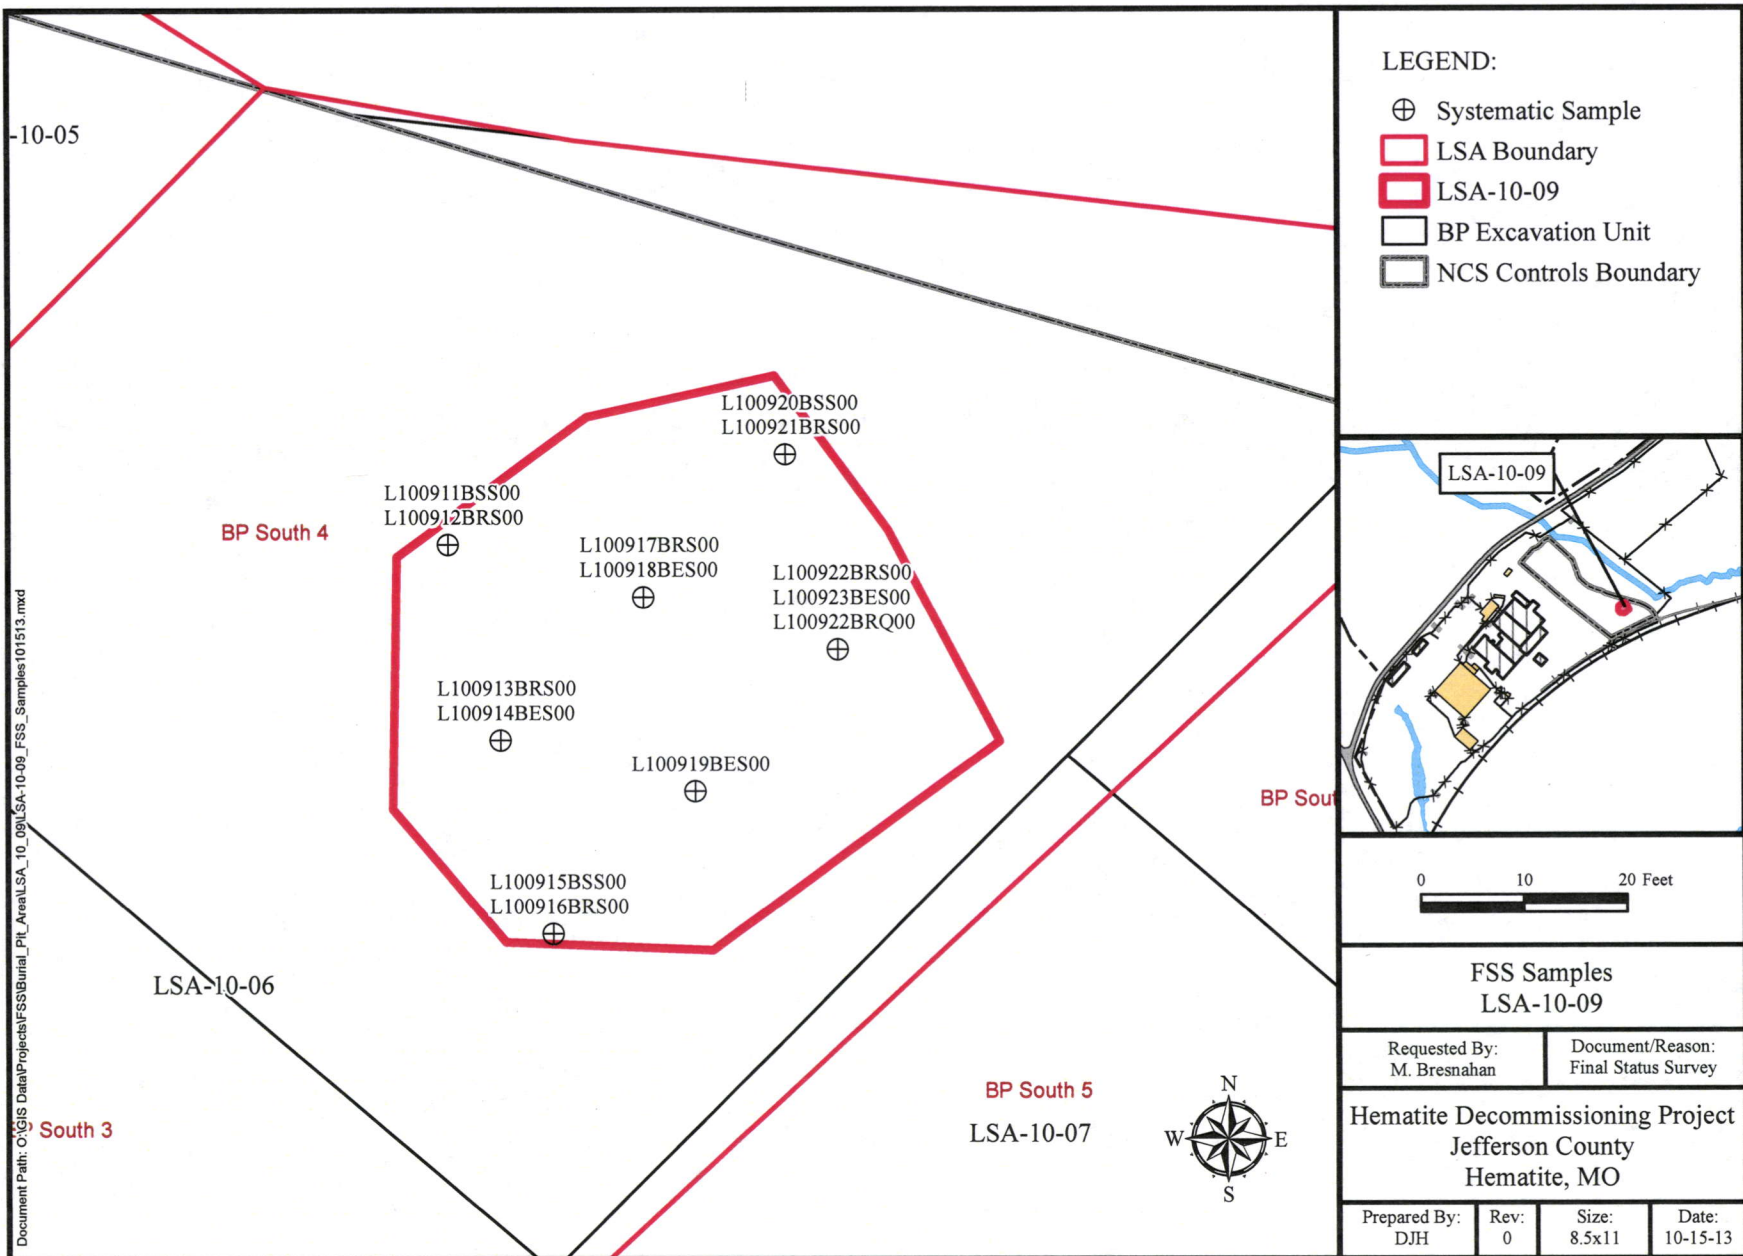 -10-05
L100920BSS00
L100921BRS00
L100911BSS00
L100912BRS00
BP South 4
L100917BRS00
L100918BES00
L100922BRS00
L100923BES00
L100922BRQ00
L100913BRS00
L100914BES00
L100919BES00
BP Sout
L100915BSS00
L100916BRS00
LSA-10-06
BP South 5
LSA-10-07
P South 3
N
W
E
S
Document Path: O:\GIS Data\Projects\FSS\Burial_Pit_Area\LSA_10_09\LSA-10-09_FSS_Samples101513.mxd
LEGEND:
Systematic Sample
LSA Boundary
LSA-10-09
BP Excavation Unit
NCS Controls Boundary
LSA-10-09
0 10 20 Feet
FSS Samples
LSA-10-09
Requested By:
M. Bresnahan
Document/Reason:
Final Status Survey
Hematite Decommissioning Project
Jefferson County
Hematite, MO
Prepared By:
DJH
Rev:
0
Size:
8.5x11
Date:
10-15-13